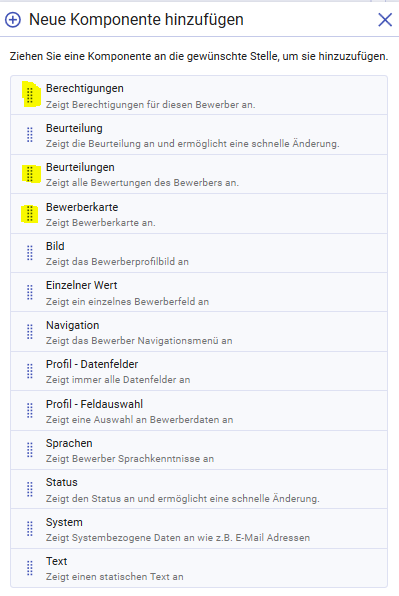 Neue Komponente hinzufügen
Ziehen Sie eine Komponente an die gewünschte Stelle, um sie hinzuzufügen.
Berechtigungen
Zeigt Berechtigungen für diesen Bewerber an.
Beurteilung
Zeigt die Beurteilung an und ermöglicht eine schnelle Änderung.
Beurteilungen
Zeigt alle Bewertungen des Bewerbers an.
Bewerberkarte
Zeigt Bewerberkarte an.
Bild
Zeigt das Bewerberprofilbild an
Einzelner Wert
Zeigt ein einzelnes Bewerberfeld an
Navigation
Zeigt das Bewerber Navigationsmenü an
Profil - Datenfelder
Zeigt immer alle Datenfelder an
Profil - Feldauswahl
Zeigt eine Auswahl an Bewerberdaten an
Sprachen
Zeigt Bewerber Sprachkenntnisse an
Status
Zeigt den Status an und ermöglicht eine schnelle Änderung.
System
Zeigt Systembezogene Daten an wie z.B. E-Mail Adressen
Text
Zeigt einen statischen Text an